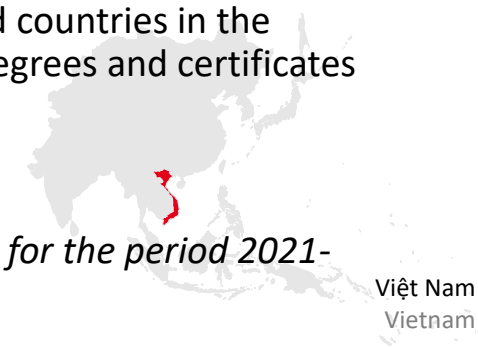 countries in the
egrees and certificates
for the period 2021-
Việt Nam
Vietnam